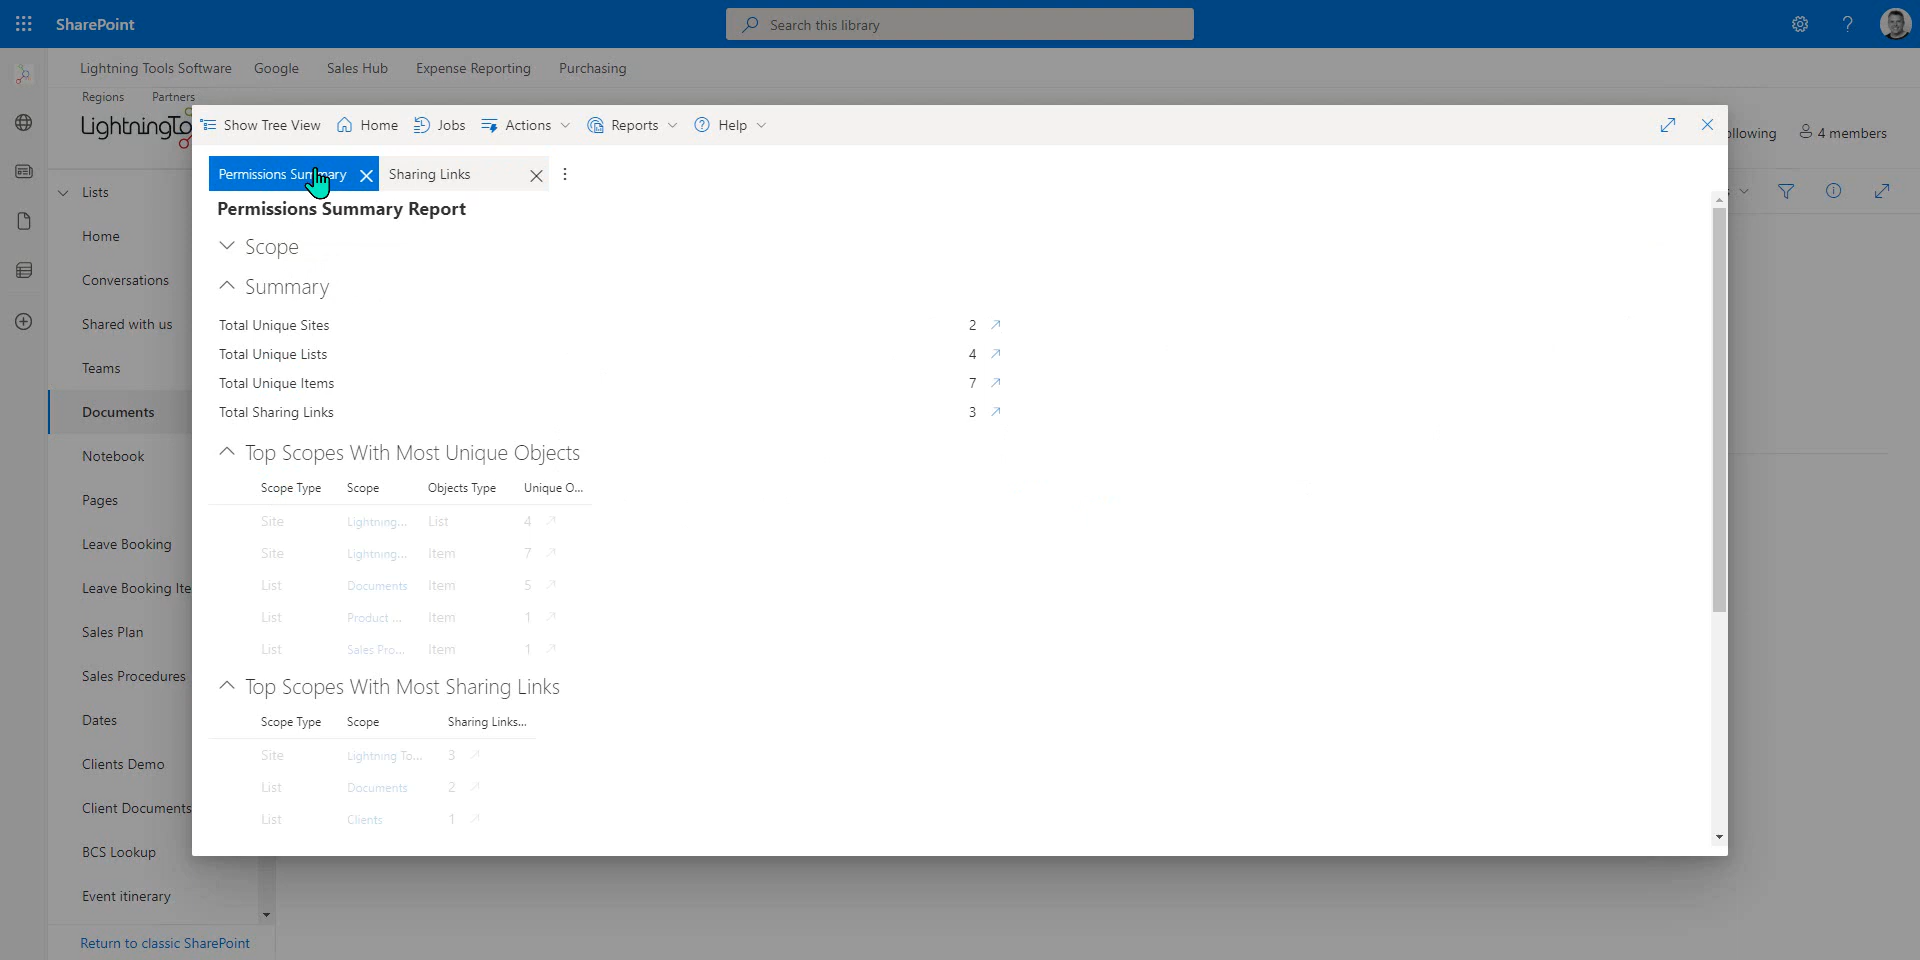 SharePoint
Search this library
Lightning Tools Software Google Sales Hub Expense Reporting Purchasing
Regions Partners
LightningTo
Show Tree View Home Jobs Actions Reports Help
ollowing 4 members
Permissions Summary Sharing Links
Permissions Summary Report
Scope
Summary
Total Unique Sites 2
Total Unique Lists 4
Total Unique Items 7
Total Sharing Links 3
Top Scopes With Most Unique Objects
Scope Type Scope Objects Type Unique O...
Site Lightning... List 4
Site Lightning... Item 7
List Documents Item 5
List Product ... Item 1
List Sales Pro... Item 1
Top Scopes With Most Sharing Links
Scope Type Scope Sharing Links...
Site Lightning To... 3
List Documents 2
List Clients 1
Lists
Home
Conversations
Shared with us
Teams
Documents
Notebook
Pages
Leave Booking
Leave Booking Ite
Sales Plan
Sales Procedures
Dates
Clients Demo
Client Documents
BCS Lookup
Event itinerary
Return to classic SharePoint